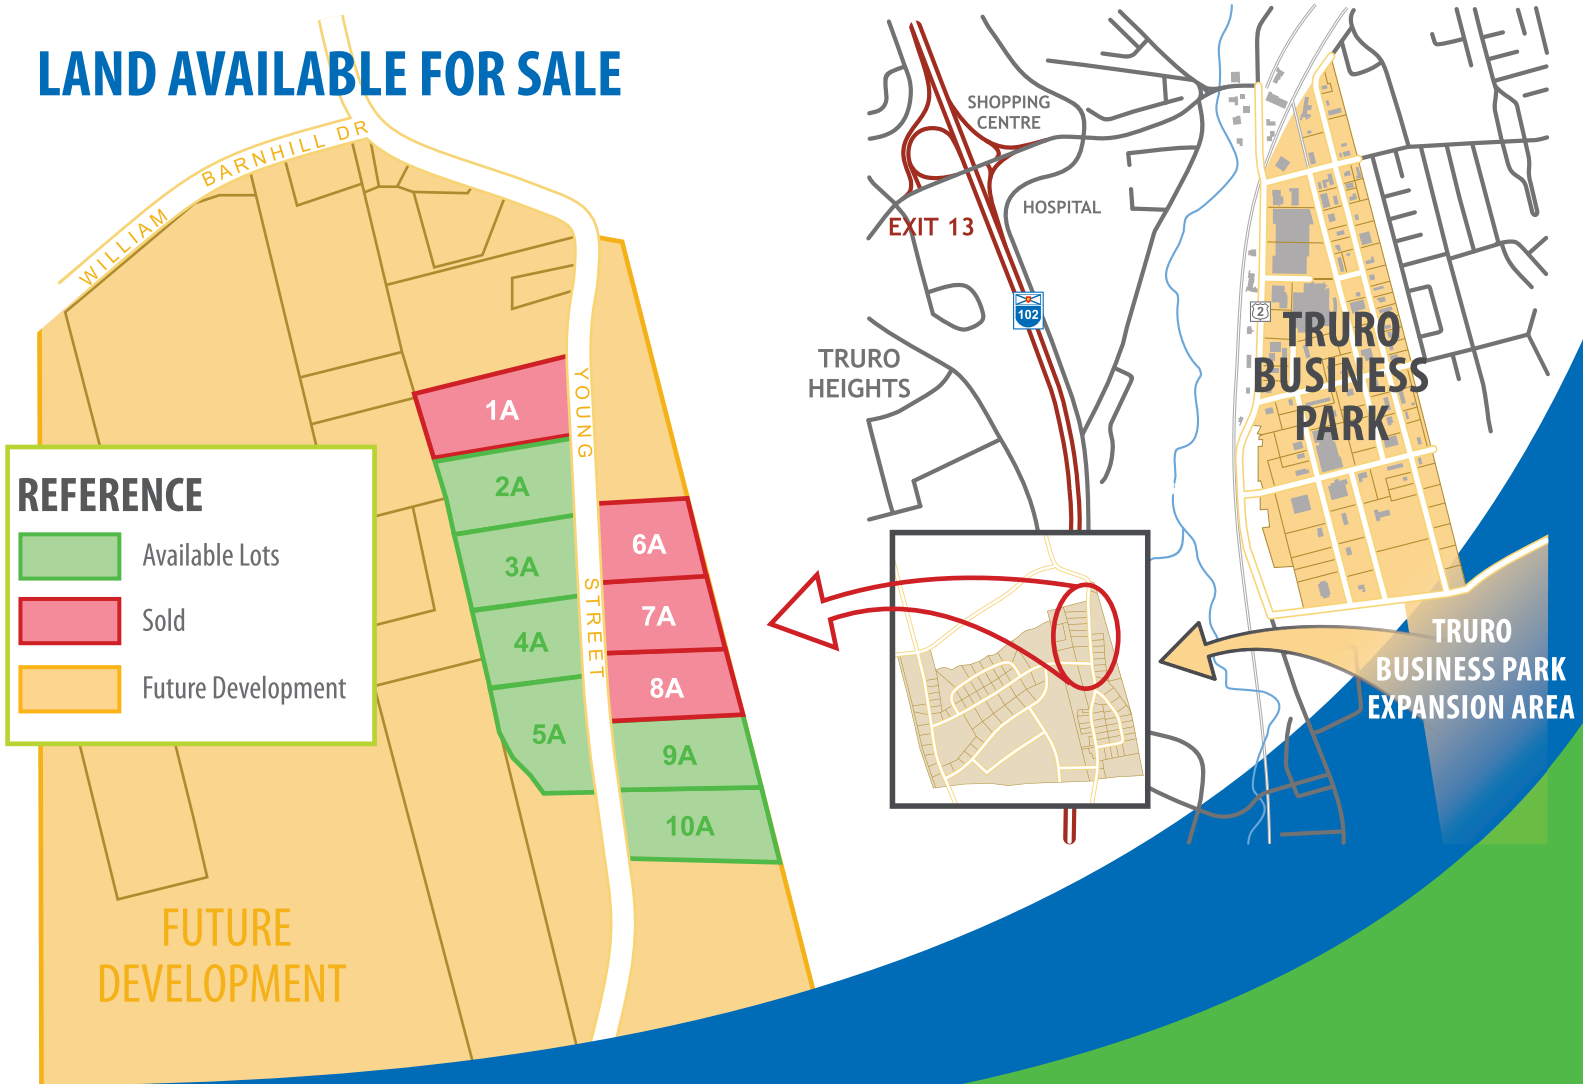 LAND AVAILABLE FOR SALE
WILLIAM BARNHILL DR
YOUNG STREET
1A
2A
3A
4A
5A
6A
7A
8A
9A
10A
REFERENCE
Available Lots
Sold
Future Development
FUTURE
DEVELOPMENT
SHOPPING
CENTRE
HOSPITAL
EXIT 13
102
TRURO
HEIGHTS
2
TRURO
BUSINESS
PARK
TRURO
BUSINESS PARK
EXPANSION AREA